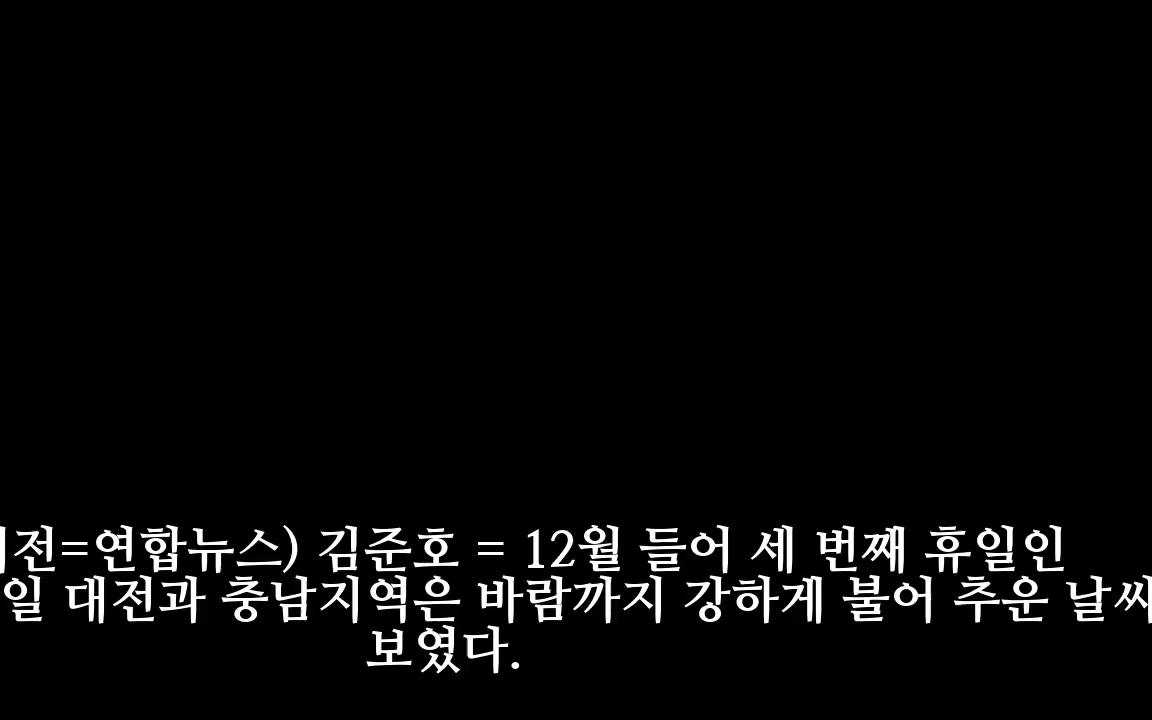 전=연합뉴스) 김준호 = 12월 들어 세 번째 휴일인
일 대전과 충남지역은 바람까지 강하게 불어 추운 날씨
보였다.